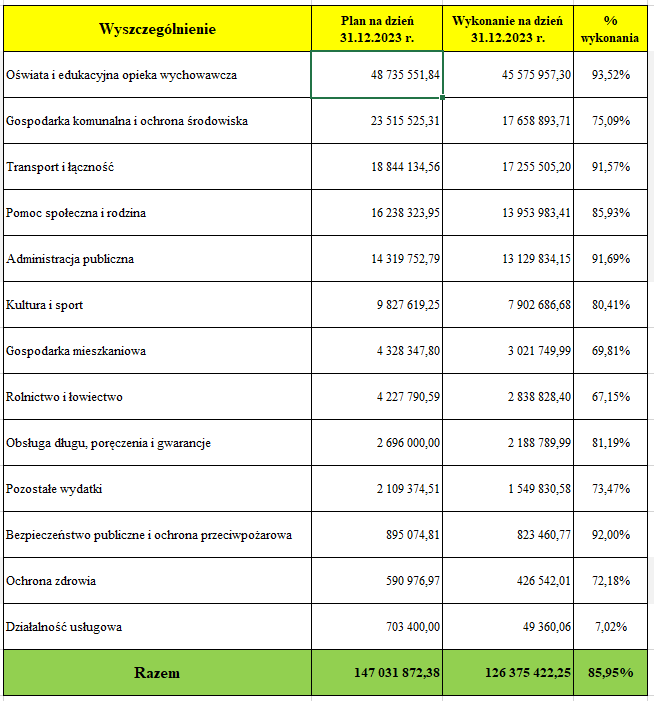 Wyszczególnienie Plan na dzień 31.12.2023 r. Wykonanie na dzień 31.12.2023 r. % wykonania
Oświata i edukacyjna opieka wychowawcza 48 735 551,84 45 575 957,30 93,52%
Gospodarka komunalna i ochrona środowiska 23 515 525,31 17 658 893,71 75,09%
Transport i łączność 18 844 134,56 17 255 505,20 91,57%
Pomoc społeczna i rodzina 16 238 323,95 13 953 983,41 85,93%
Administracja publiczna 14 319 752,79 13 129 834,15 91,69%
Kultura i sport 9 827 619,25 7 902 686,68 80,41%
Gospodarka mieszkaniowa 4 328 347,80 3 021 749,99 69,81%
Rolnictwo i łowiectwo 4 227 790,59 2 838 828,40 67,15%
Obsługa długu, poręczenia i gwarancje 2 696 000,00 2 188 789,99 81,19%
Pozostałe wydatki 2 109 374,51 1 549 830,58 73,47%
Bezpieczeństwo publiczne i ochrona przeciwpożarowa 895 074,81 823 460,77 92,00%
Ochrona zdrowia 590 976,97 426 542,01 72,18%
Działalność usługowa 703 400,00 49 360,06 7,02%
Razem 147 031 872,38 126 375 422,25 85,95%